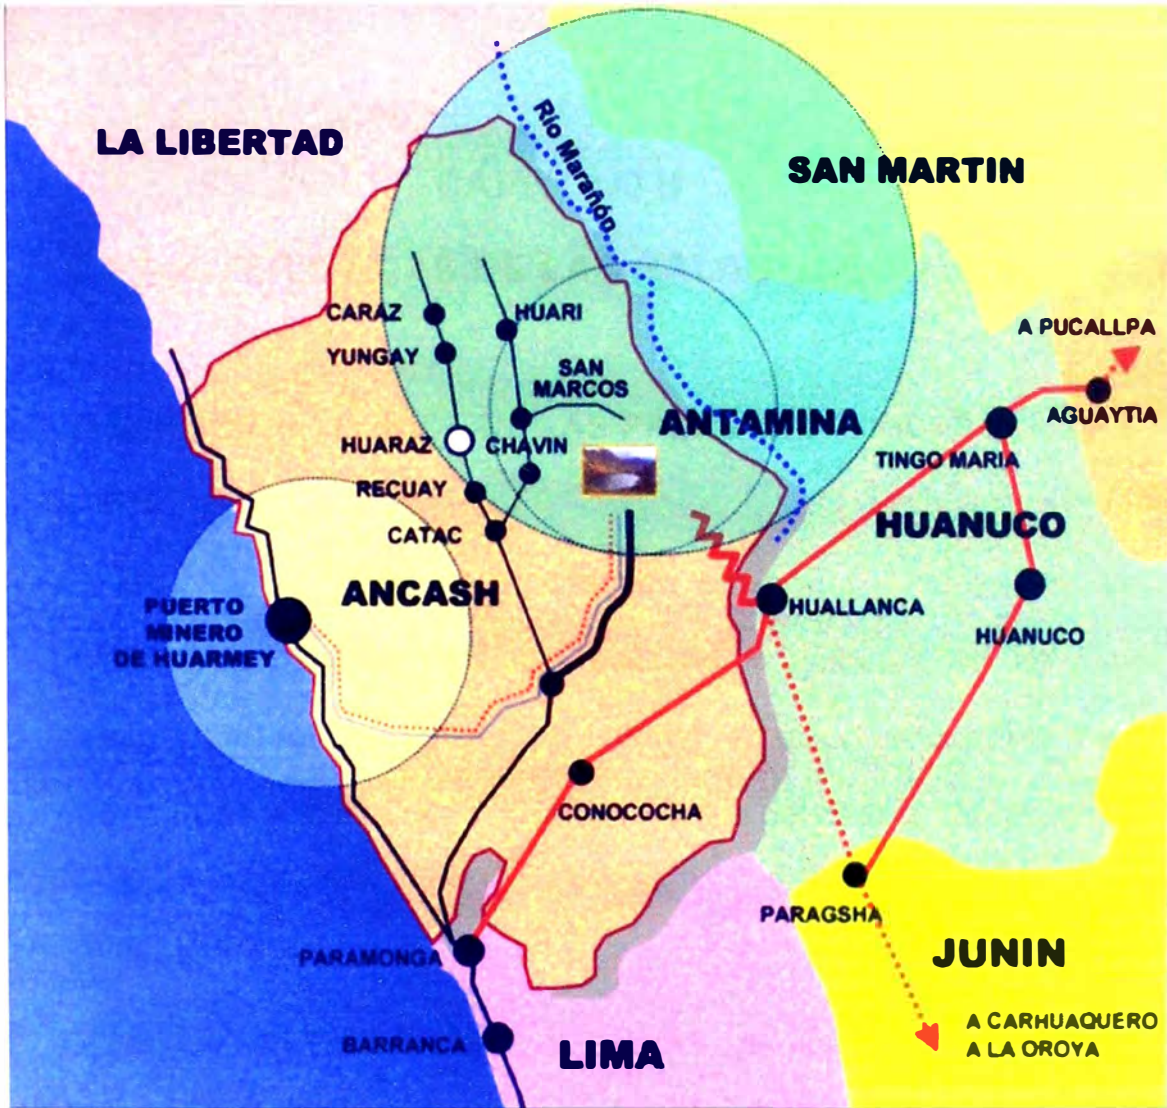 LA LIBERTAD
Río Marañón
SAN MARTIN
CARAZ
HUARI
A PUCALLPA
YUNGAY
SAN
MARCOS
AGUAYTIA
ANTAMINA
HUARAZ
CHAVIN
TINGO MARIA
RECUAY
HUANUCO
CATAC
ANCASH
PUERTO
MINERO
DE HUARMEY
HUALLANCA
HUANUCO
CONOCOCHA
PARAGSHA
PARAMONGA
JUNIN
A CARHUAQUERO
A LA OROYA
BARRANCA
LIMA